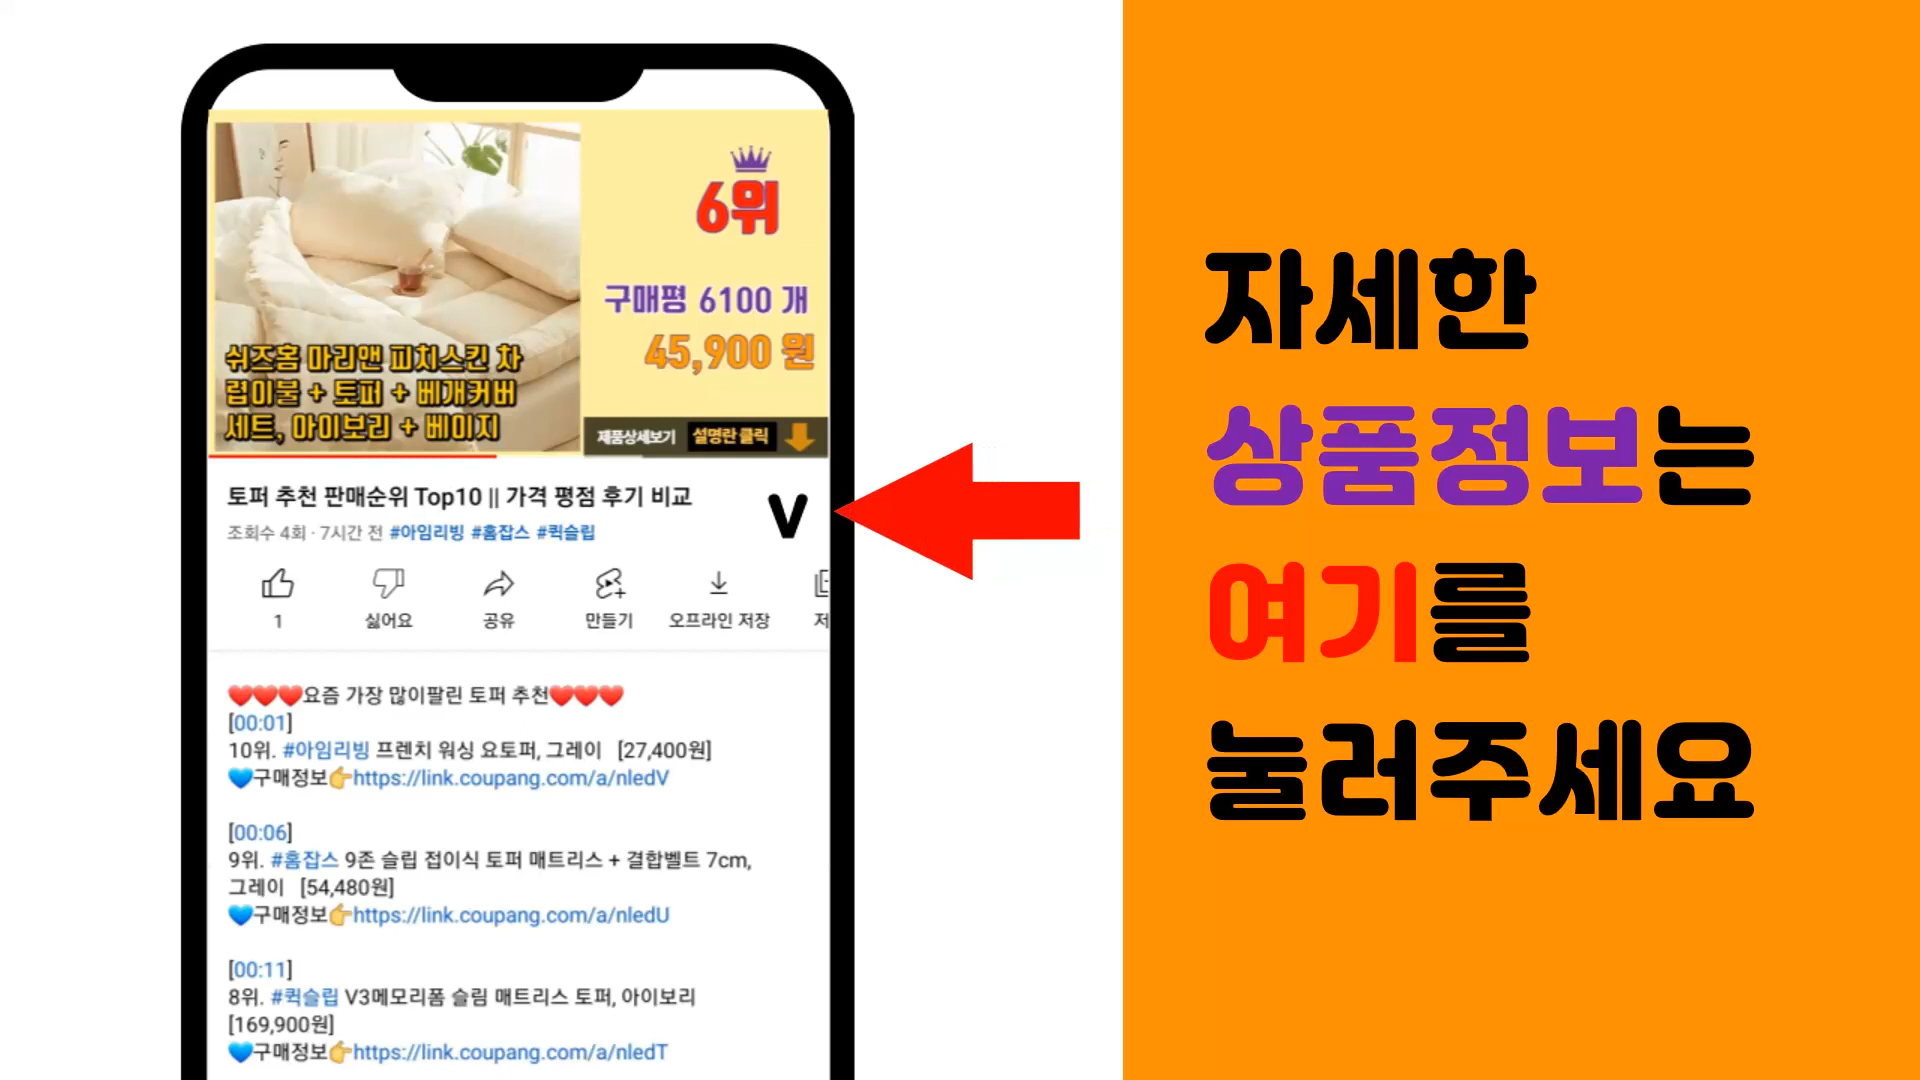 6위
구매평 6100 개
45,900 원
쉬즈홈 마리앤 피치스킨 차
렵이불 + 토퍼 + 베개커버
세트, 아이보리 + 베이지
제품상세보기 설명란 클릭
토퍼 추천 판매순위 Top10 || 가격 평점 후기 비교
V
조회수 4회 · 7시간 전 #아임리빙 #홈잡스 #퀵슬립
1 싫어요 공유 만들기 오프라인 저장 저
❤️❤️❤️요즘 가장 많이팔린 토퍼 추천❤️❤️❤️
[00:01]
10위. #아임리빙 프렌치 워싱 요토퍼, 그레이 [27,400원]
💙구매정보👉https://link.coupang.com/a/nledV
[00:06]
9위. #홈잡스 9존 슬립 접이식 토퍼 매트리스 + 결합벨트 7cm,
그레이 [54,480원]
💙구매정보👉https://link.coupang.com/a/nledU
[00:11]
8위. #퀵슬립 V3메모리폼 슬림 매트리스 토퍼, 아이보리
[169,900원]
💙구매정보👉https://link.coupang.com/a/nledT
자세한
상품정보는
여기를
눌러주세요